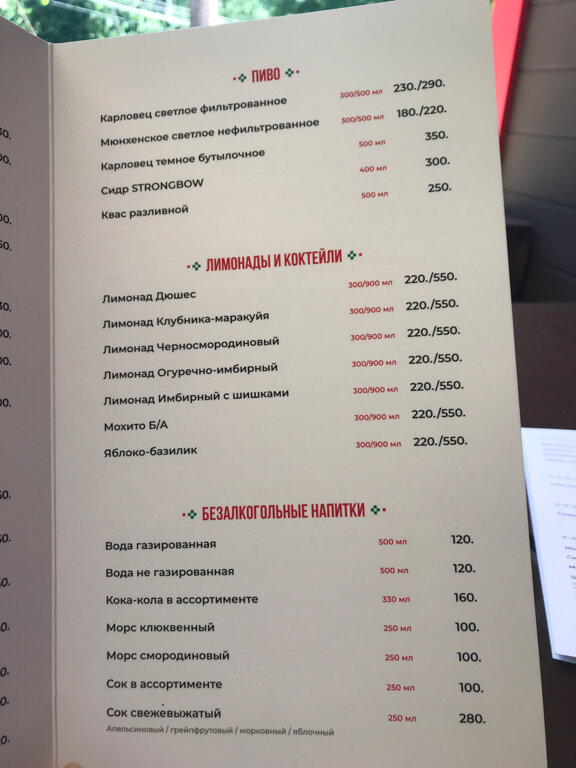 ПИВО
Карловец светлое фильтрованное 300/500 мл 230./290.
Мюнхенское светлое нефильтрованное 300/500 мл 180./220.
Карловец темное бутылочное 500 мл 350.
Сидр STRONGBOW 400 мл 300.
Квас разливной 500 мл 250.
ЛИМОНАДЫ И КОКТЕЙЛИ
Лимонад Дюшес 300/900 мл 220./550.
Лимонад Клубника-маракуйя 300/900 мл 220./550.
Лимонад Черносмородиновый 300/900 мл 220./550.
Лимонад Огуречно-имбирный 300/900 мл 220./550.
Лимонад Имбирный с шишками 300/900 мл 220./550.
Мохито Б/А 300/900 мл 220./550.
Яблоко-базилик 300/900 мл 220./550.
БЕЗАЛКОГОЛЬНЫЕ НАПИТКИ
Вода газированная 500 мл 120.
Вода не газированная 500 мл 120.
Кока-кола в ассортименте 330 мл 160.
Морс клюквенный 250 мл 100.
Морс смородиновый 250 мл 100.
Сок в ассортименте 250 мл 100.
Сок свежевыжатый 250 мл 280.
Апельсиновый / грейпфрутовый / морковный / яблочный